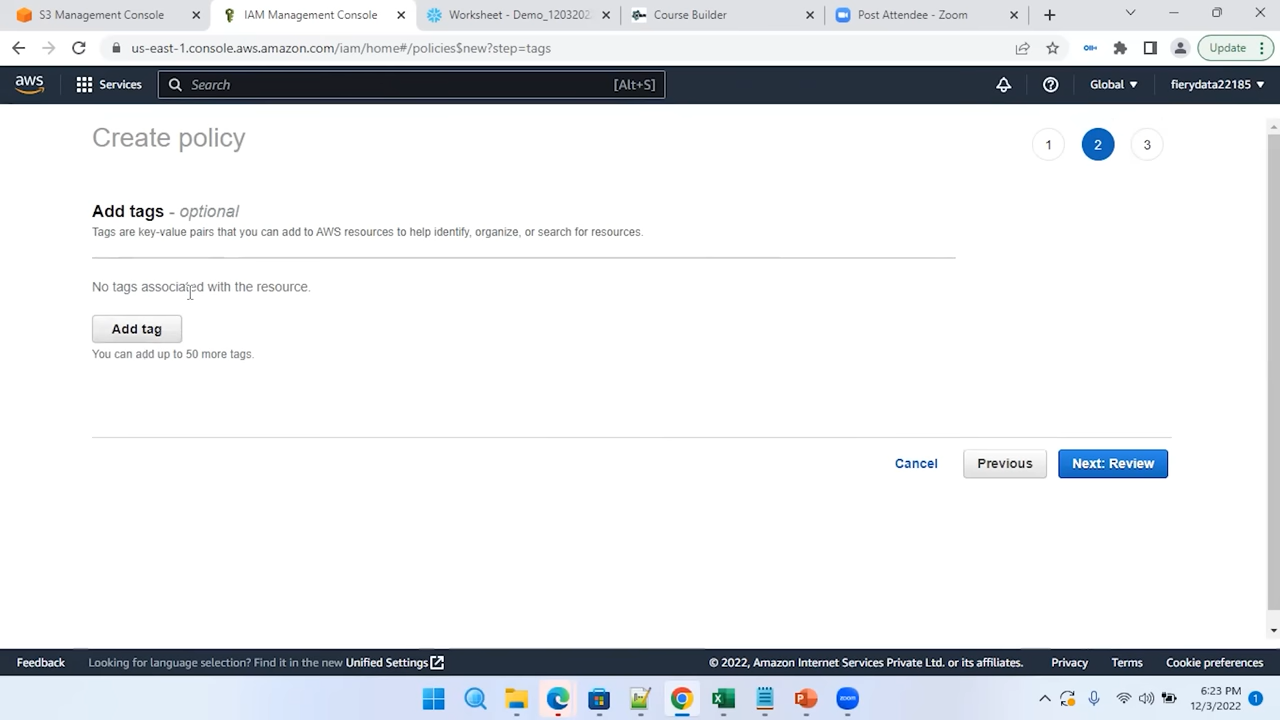 S3 Management Console
IAM Management Console
Worksheet - Demo_1203202
Course Builder
Post Attendee - Zoom
us-east-1.console.aws.amazon.com/iam/home#/policies$new?step=tags
Update
aws
Services
Search
[Alt+S]
Global
fierydata22185
Create policy
1
2
3
Add tags - optional
Tags are key-value pairs that you can add to AWS resources to help identify, organize, or search for resources.
No tags associated with the resource.
Add tag
You can add up to 50 more tags.
Cancel
Previous
Next: Review
Feedback
Looking for language selection? Find it in the new Unified Settings
© 2022, Amazon Internet Services Private Ltd. or its affiliates.
Privacy
Terms
Cookie preferences
zoom
6:23 PM
12/3/2022
1